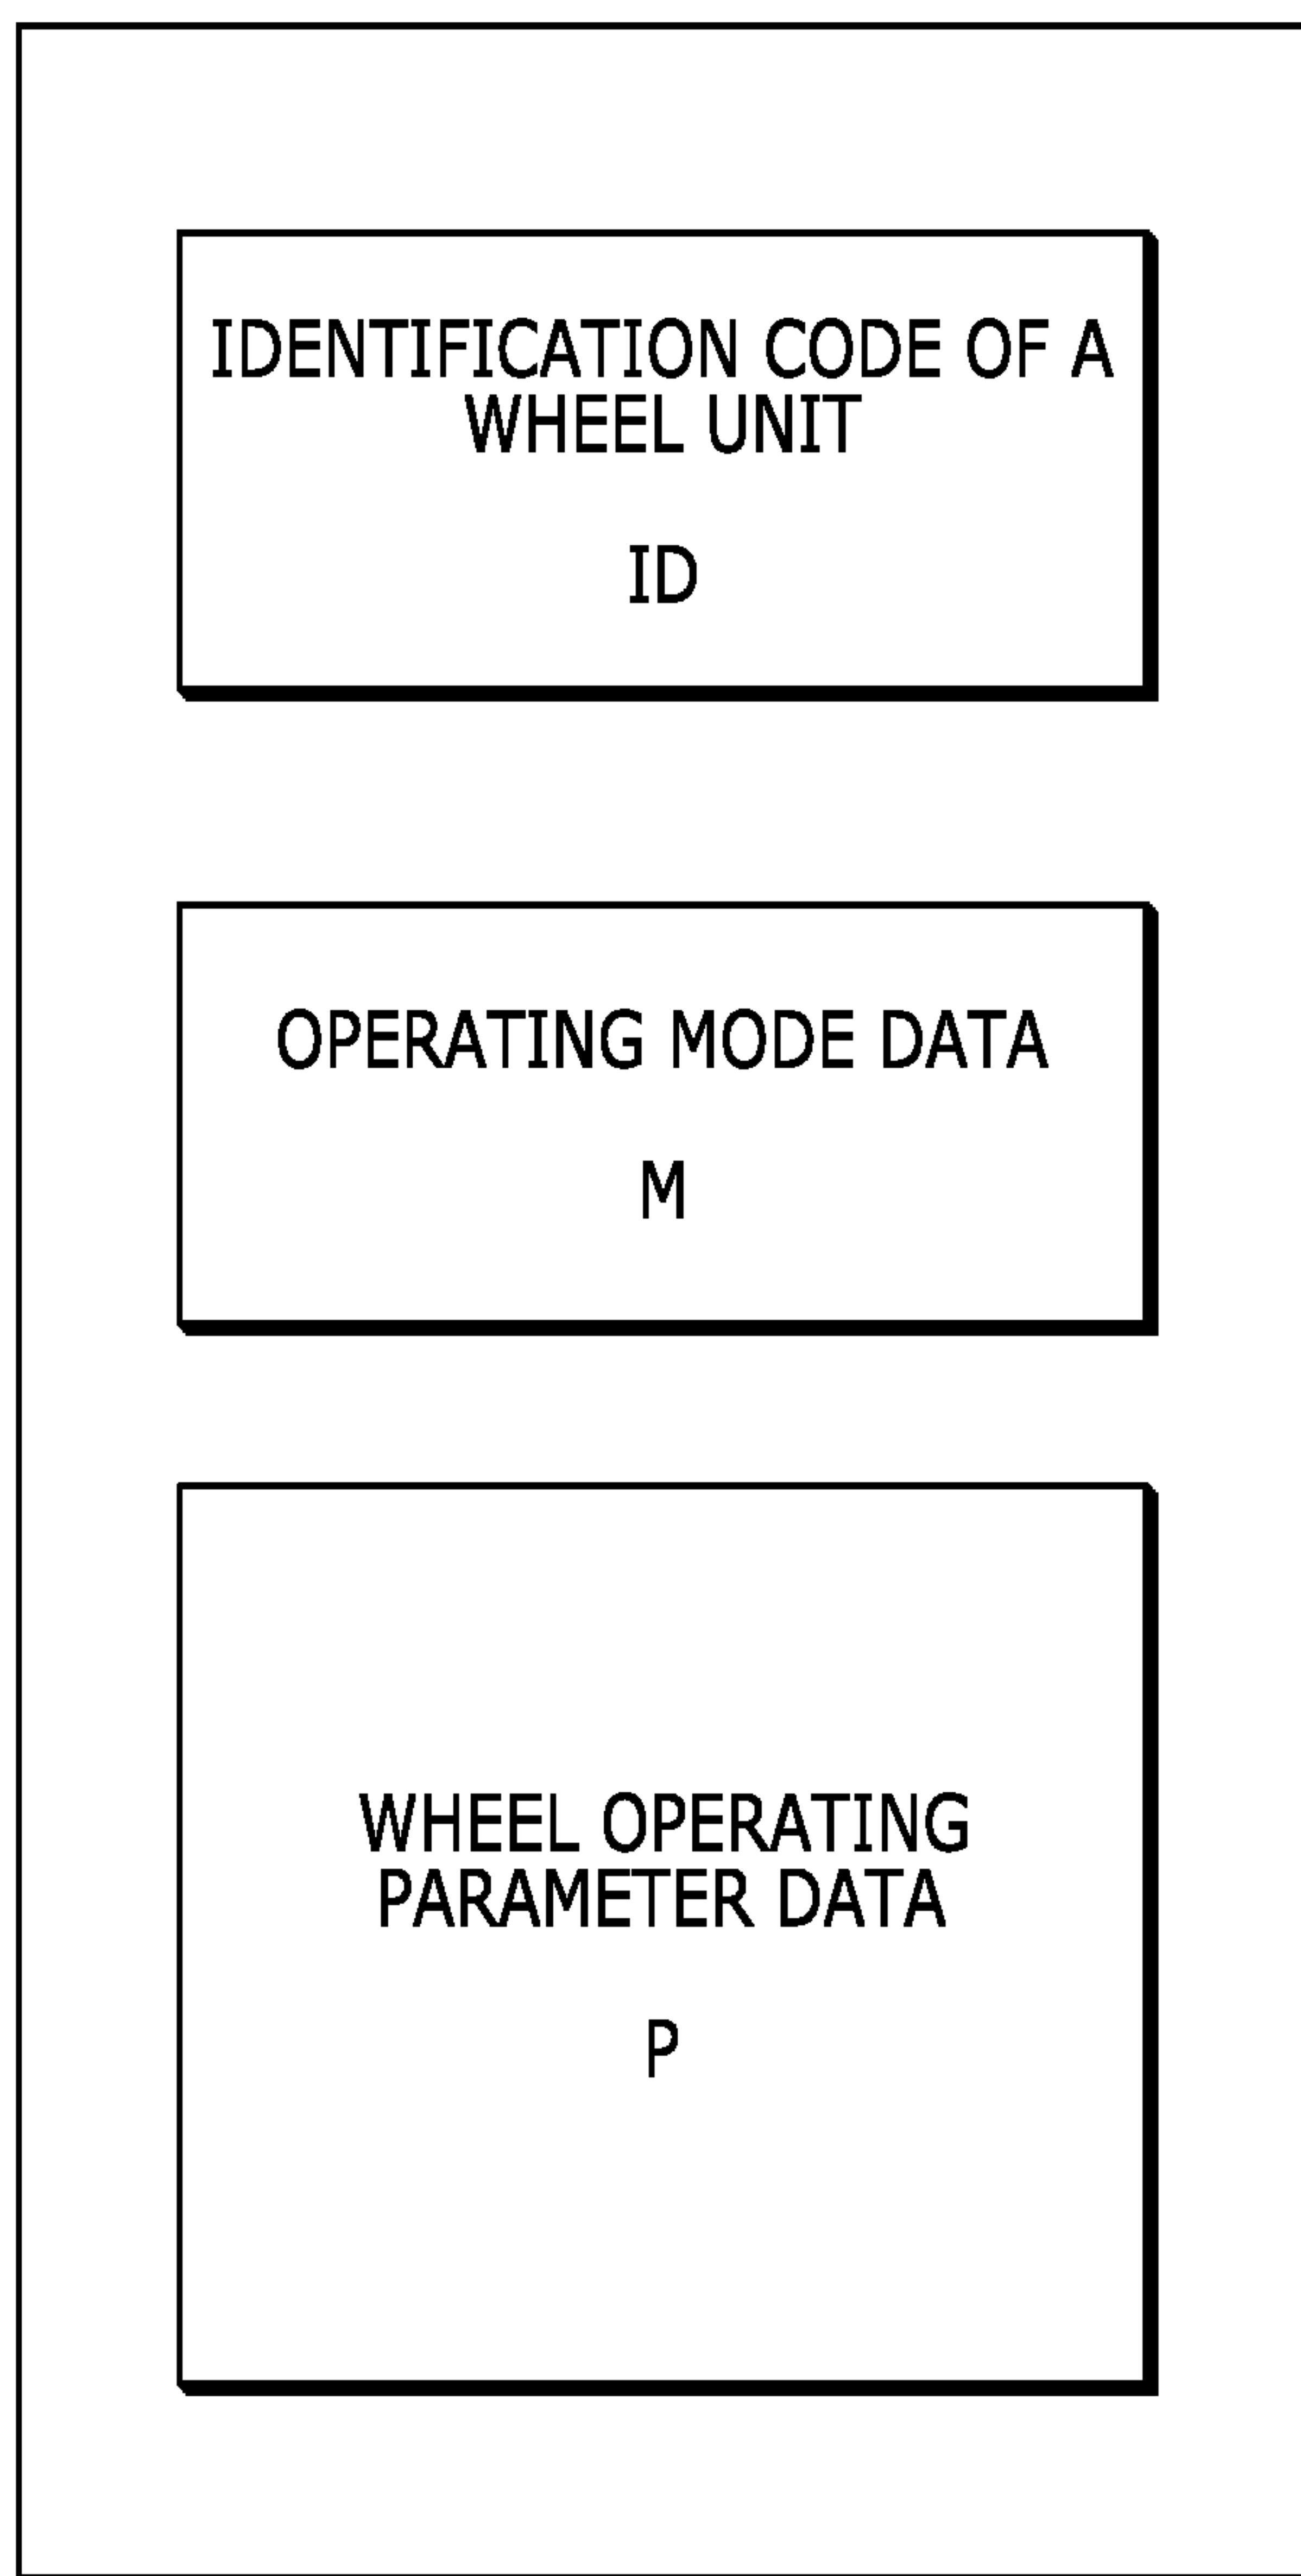 IDENTIFICATION CODE OF A
WHEEL UNIT
ID
OPERATING MODE DATA
M
WHEEL OPERATING
PARAMETER DATA
P